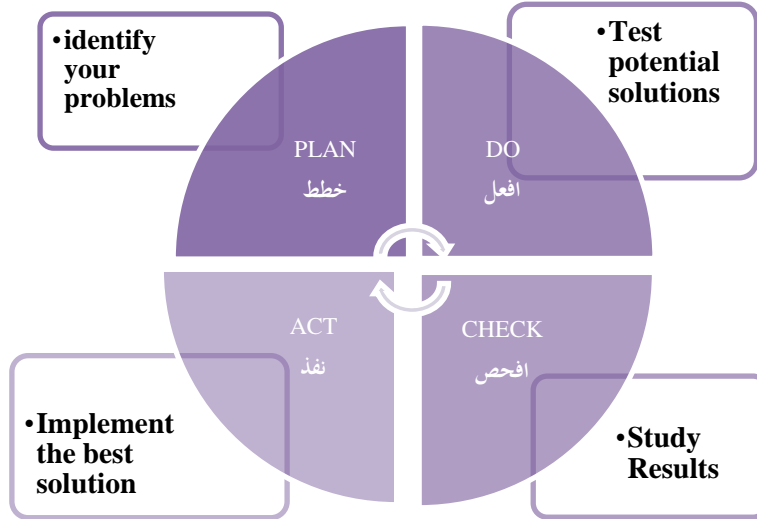 •identify
your
problems
•Test
potential
solutions
PLAN
خطط
DO
افعل
ACT
نفذ
CHECK
افحص
•Implement
the best
solution
•Study
Results